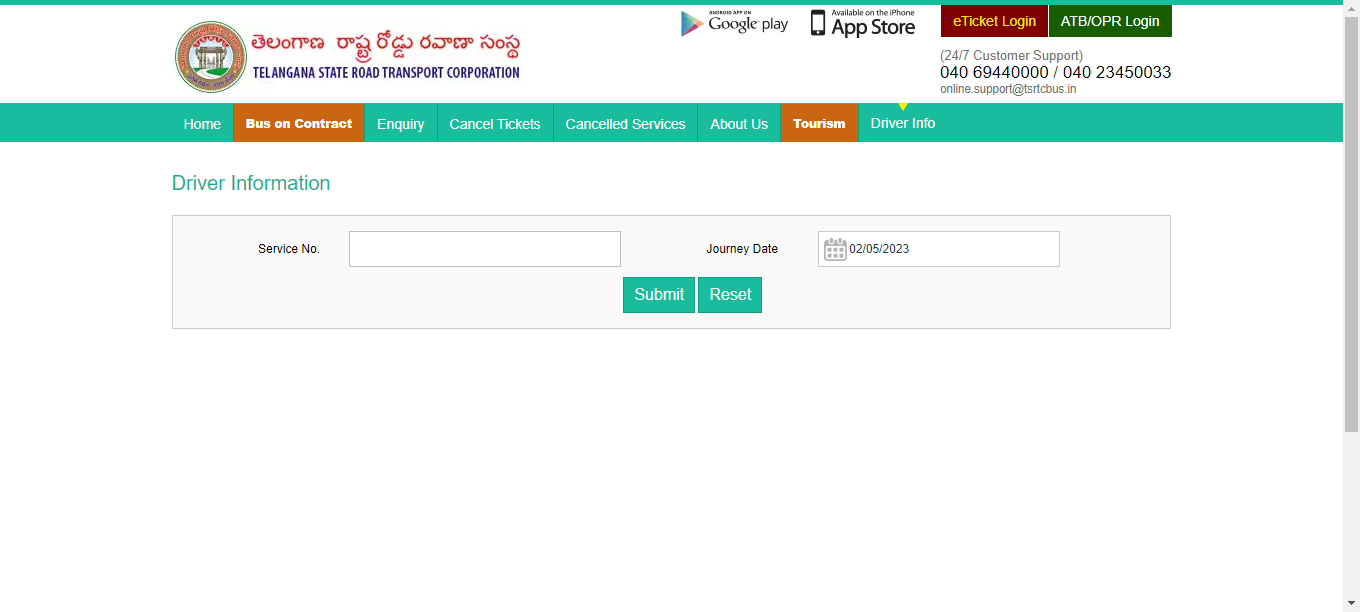 ANDROID APP ON
Google play
Available on the iPhone
App Store
eTicket Login
ATB/OPR Login
తెలంగాణ రాష్ట్ర రోడ్డు రవాణా సంస్థ
TELANGANA STATE ROAD TRANSPORT CORPORATION
(24/7 Customer Support)
040 69440000 / 040 23450033
online.support@tsrtcbus.in
Home
Bus on Contract
Enquiry
Cancel Tickets
Cancelled Services
About Us
Tourism
Driver Info
Driver Information
Service No.
Journey Date
02/05/2023
Submit
Reset